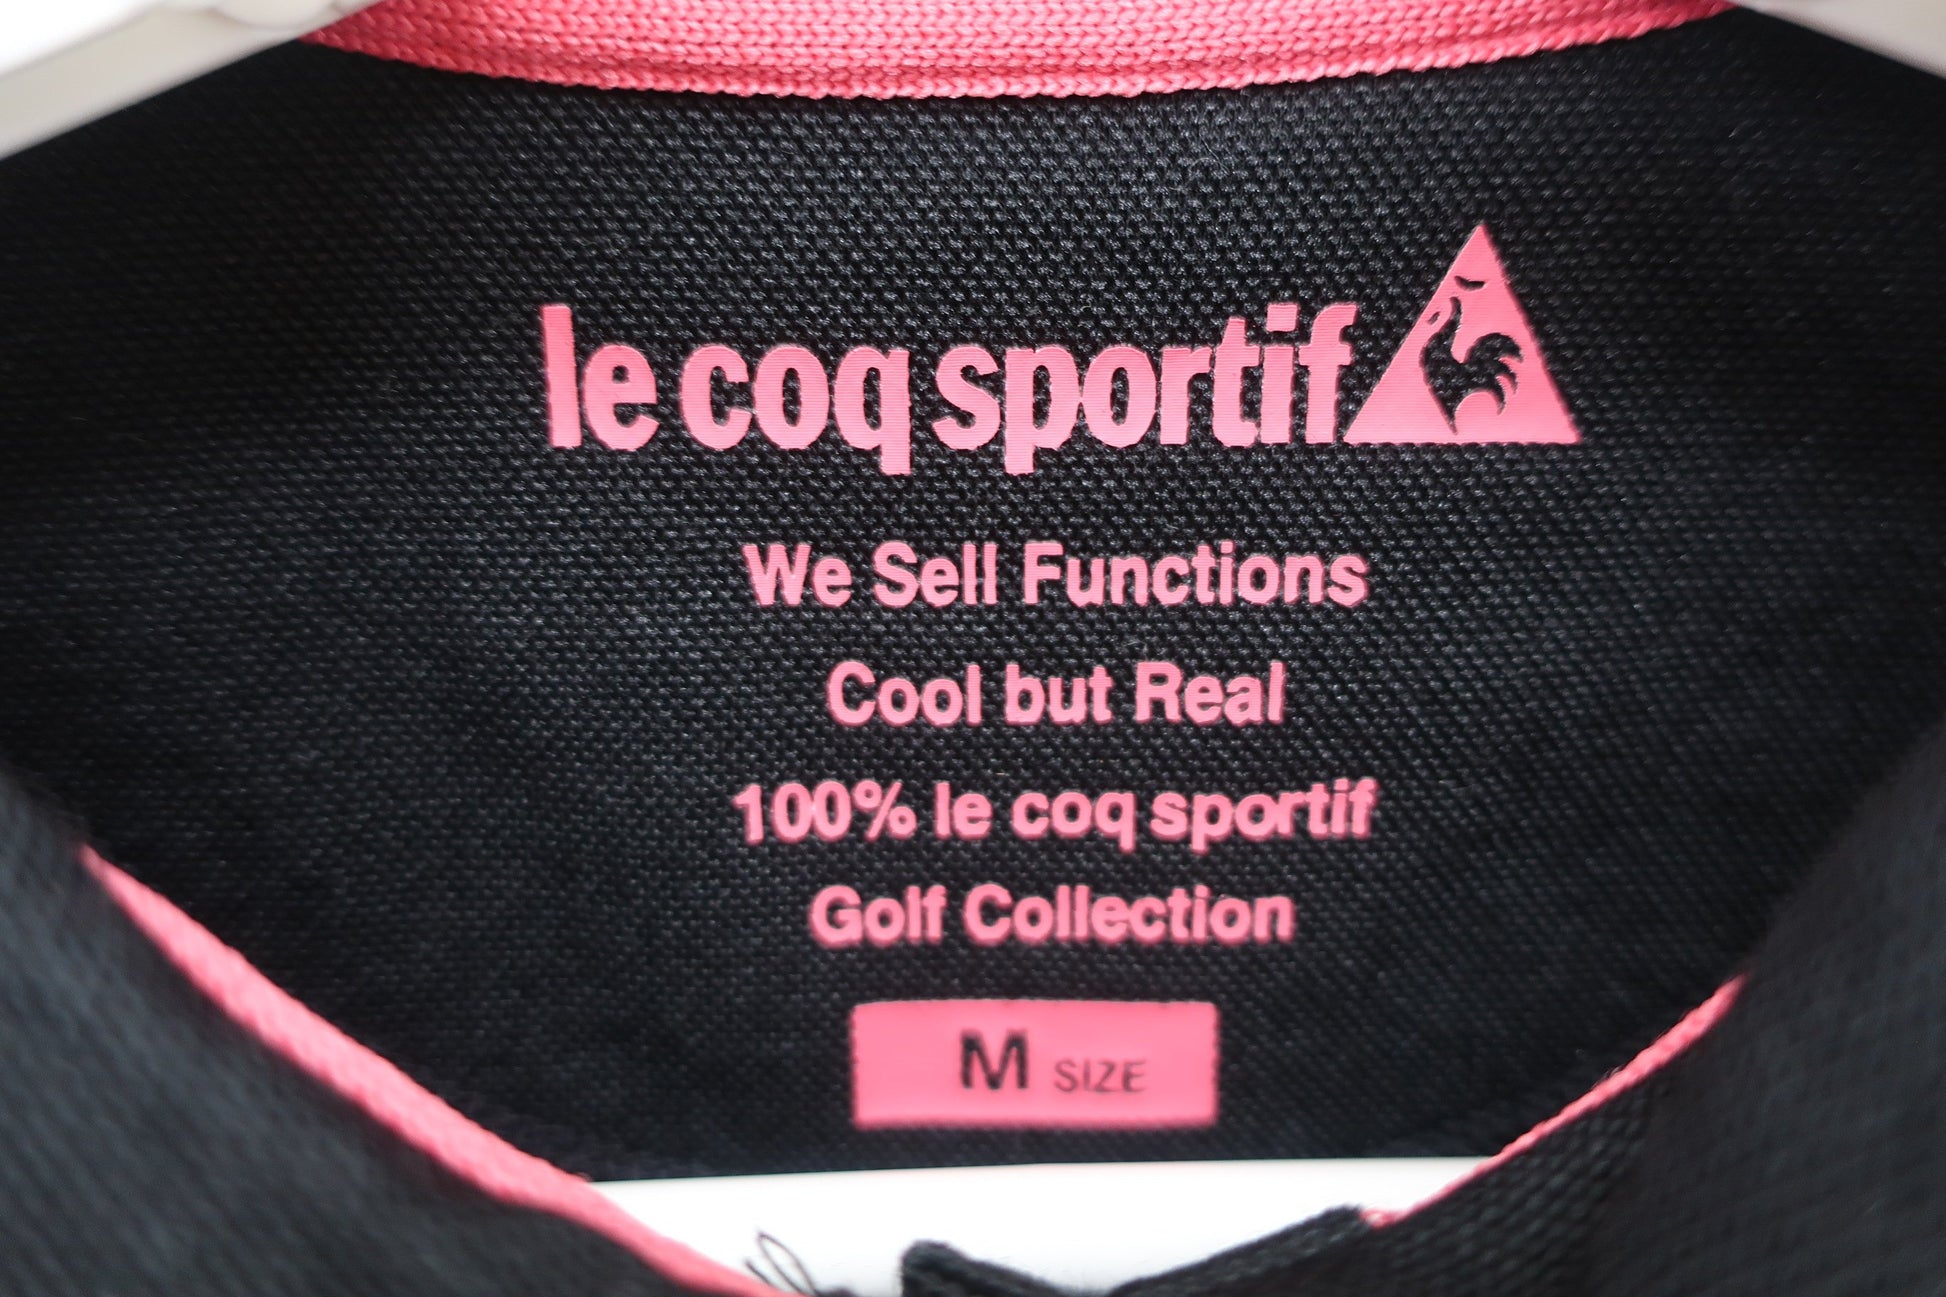 le coq sportif
We Sell Functions
Cool but Real
100% le coq sportif
Golf Collection
M SIZE